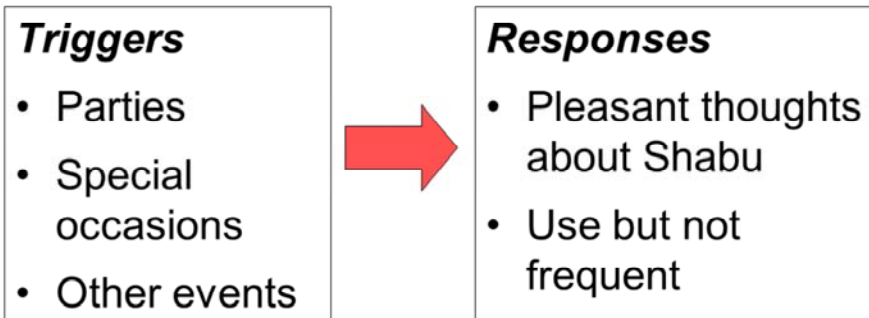 Triggers
• Parties
• Special
occasions
• Other events
Responses
• Pleasant thoughts
about Shabu
• Use but not
frequent